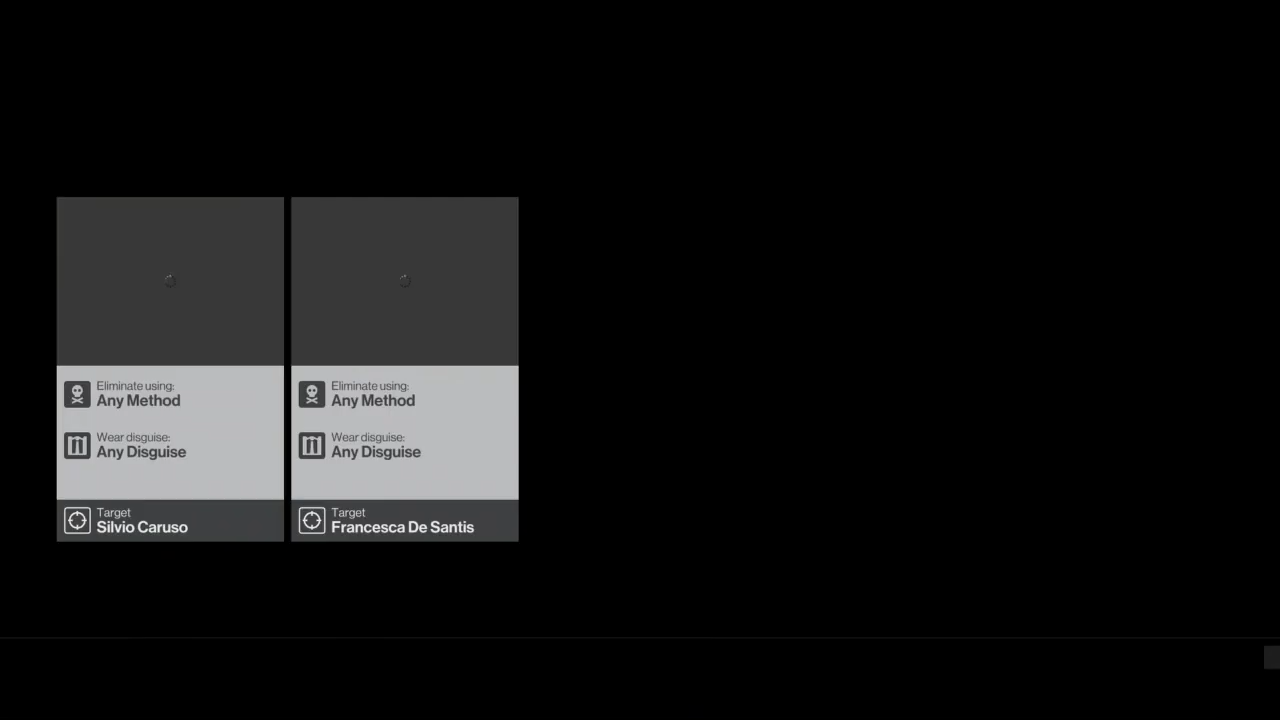 Eliminate using:
Any Method
Wear disguise:
Any Disguise
Target
Silvio Caruso
Eliminate using:
Any Method
Wear disguise:
Any Disguise
Target
Francesca De Santis